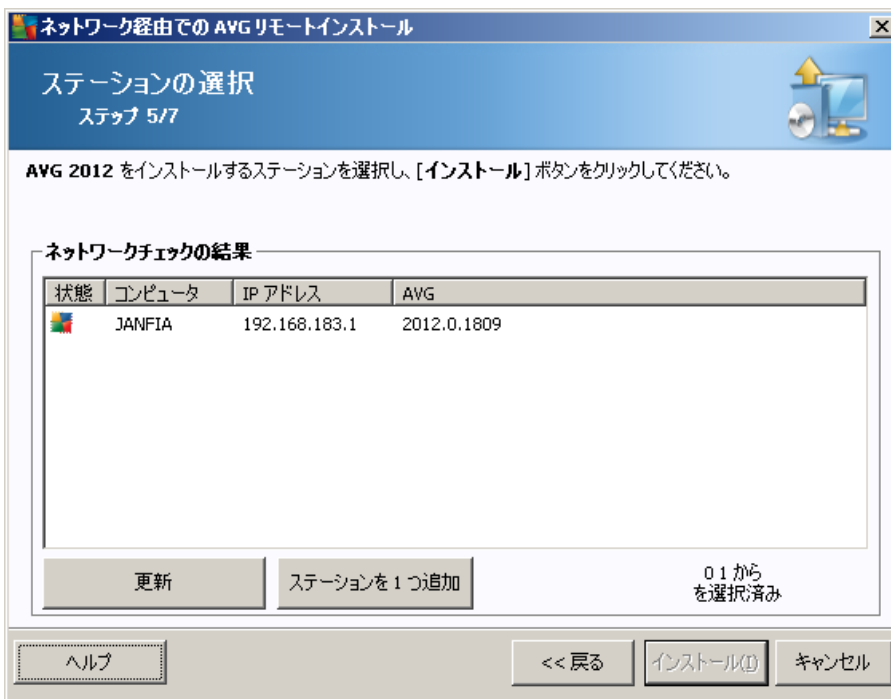 ネットワーク経由での AVG リモートインストール
ステーションの選択
ステップ 5/7
AVG 2012 をインストールするステーションを選択し、[インストール] ボタンをクリックしてください。
ネットワークチェックの結果
状態 コンピュータ IP アドレス AVG
JANFIA 192.168.183.1 2012.0.1809
更新 ステーションを 1 つ追加
0 1 から
を選択済み
ヘルプ << 戻る インストール(I) キャンセル